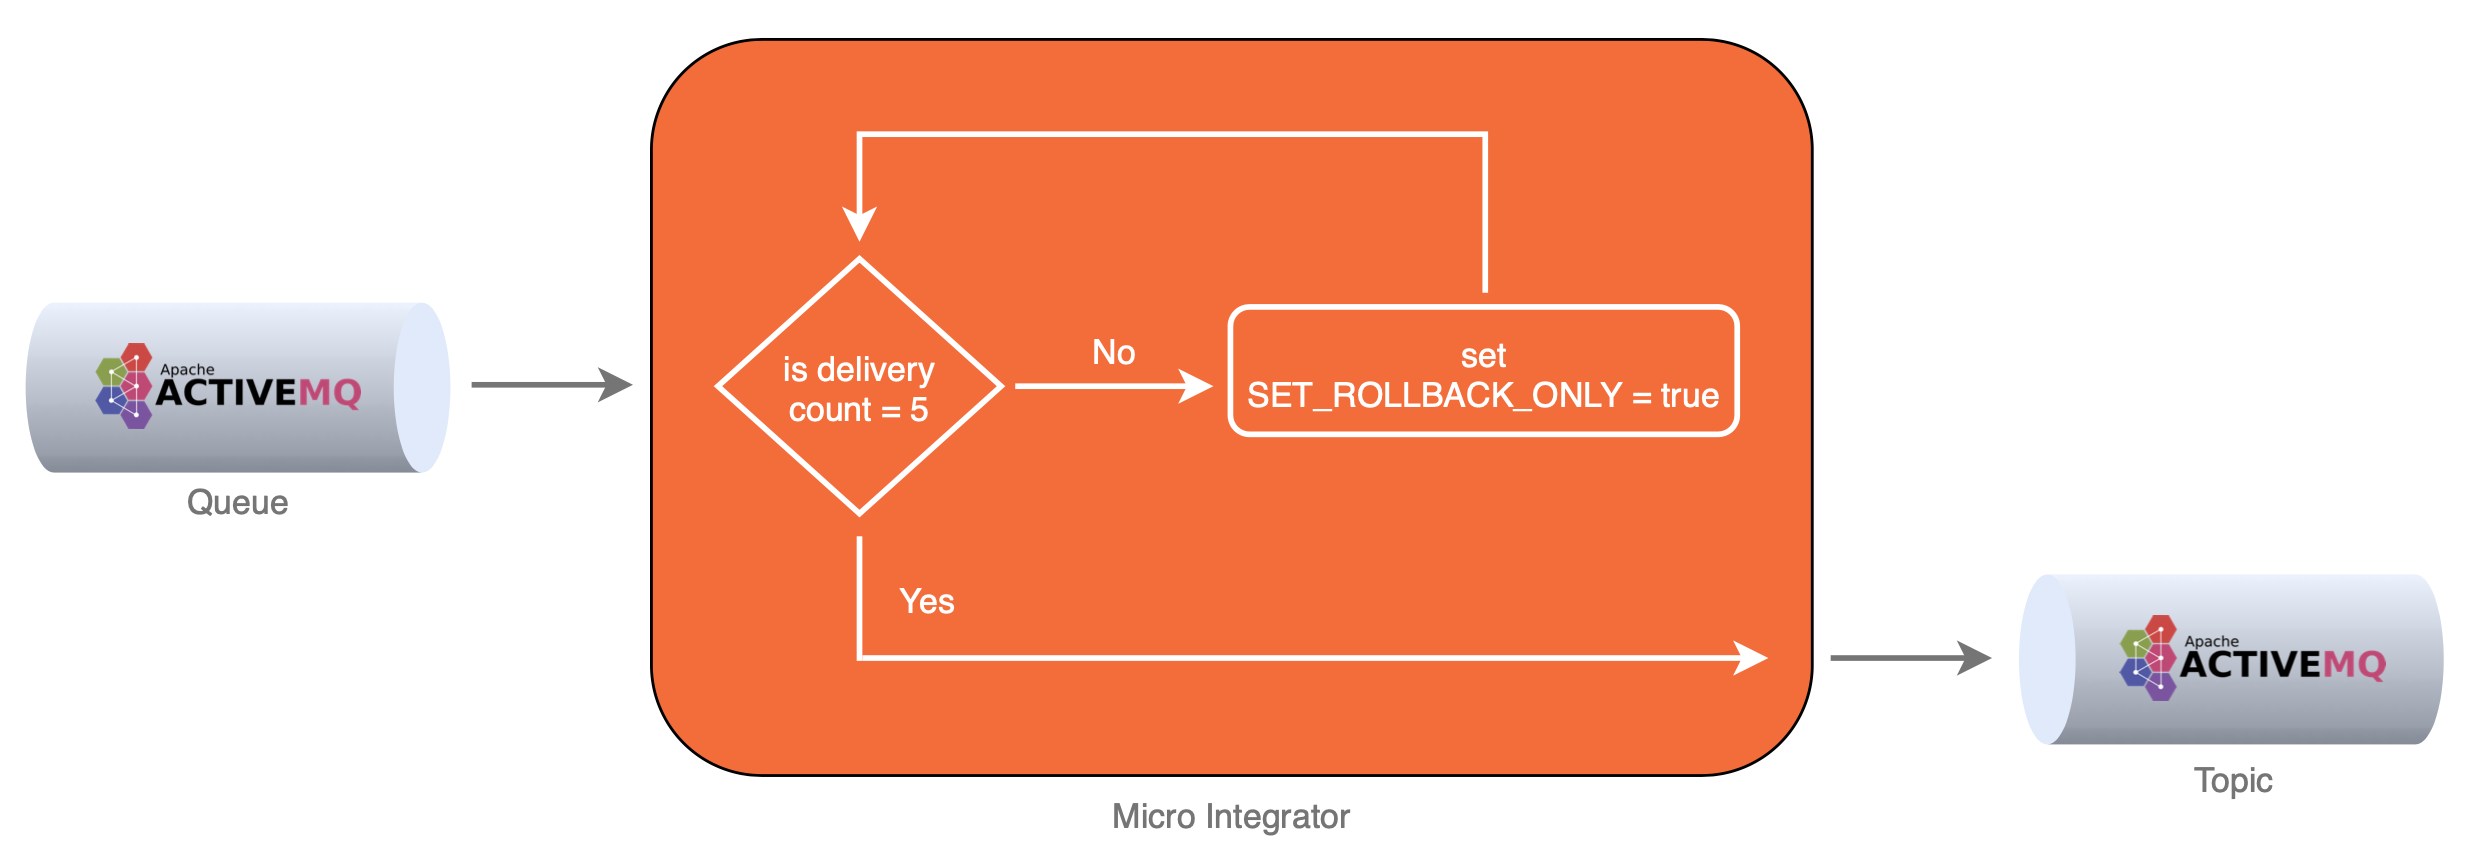 Apache
ACTIVEMQ
Queue
is delivery
count = 5
No
set
SET_ROLLBACK_ONLY = true
Yes
Micro Integrator
Apache
ACTIVEMQ
Topic